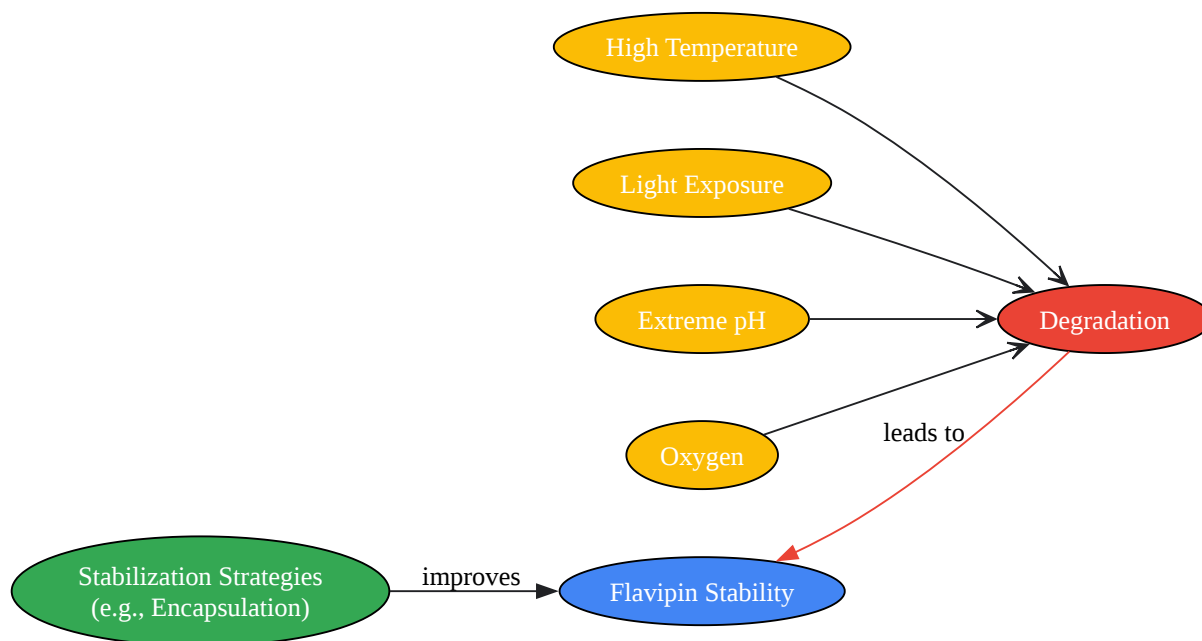 High Temperature
Light Exposure
Extreme pH
Degradation
Oxygen
leads to
Stabilization Strategies
(e.g., Encapsulation)
improves
Flavipin Stability